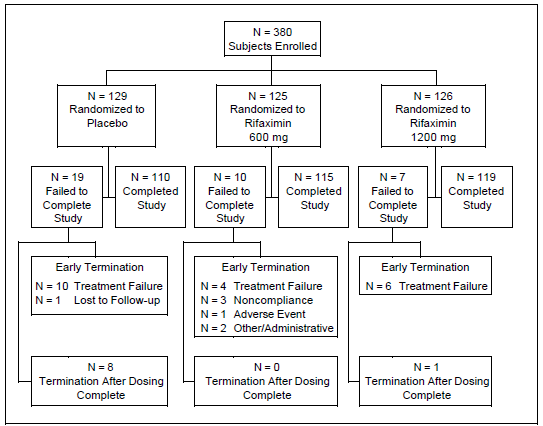 N = 380
Subjects Enrolled
N = 129
Randomized to
Placebo
N = 125
Randomized to
Rifaximin
600 mg
N = 126
Randomized to
Rifaximin
1200 mg
N = 19
Failed to
Complete
Study
N = 110
Completed
Study
N = 10
Failed to
Complete
Study
N = 115
Completed
Study
N = 7
Failed to
Complete
Study
N = 119
Completed
Study
Early Termination
N = 10 Treatment Failure
N = 1 Lost to Follow-up
Early Termination
N = 4 Treatment Failure
N = 3 Noncompliance
N = 1 Adverse Event
N = 2 Other/Administrative
Early Termination
N = 6 Treatment Failure
N = 8
Termination After Dosing
Complete
N = 0
Termination After Dosing
Complete
N = 1
Termination After Dosing
Complete